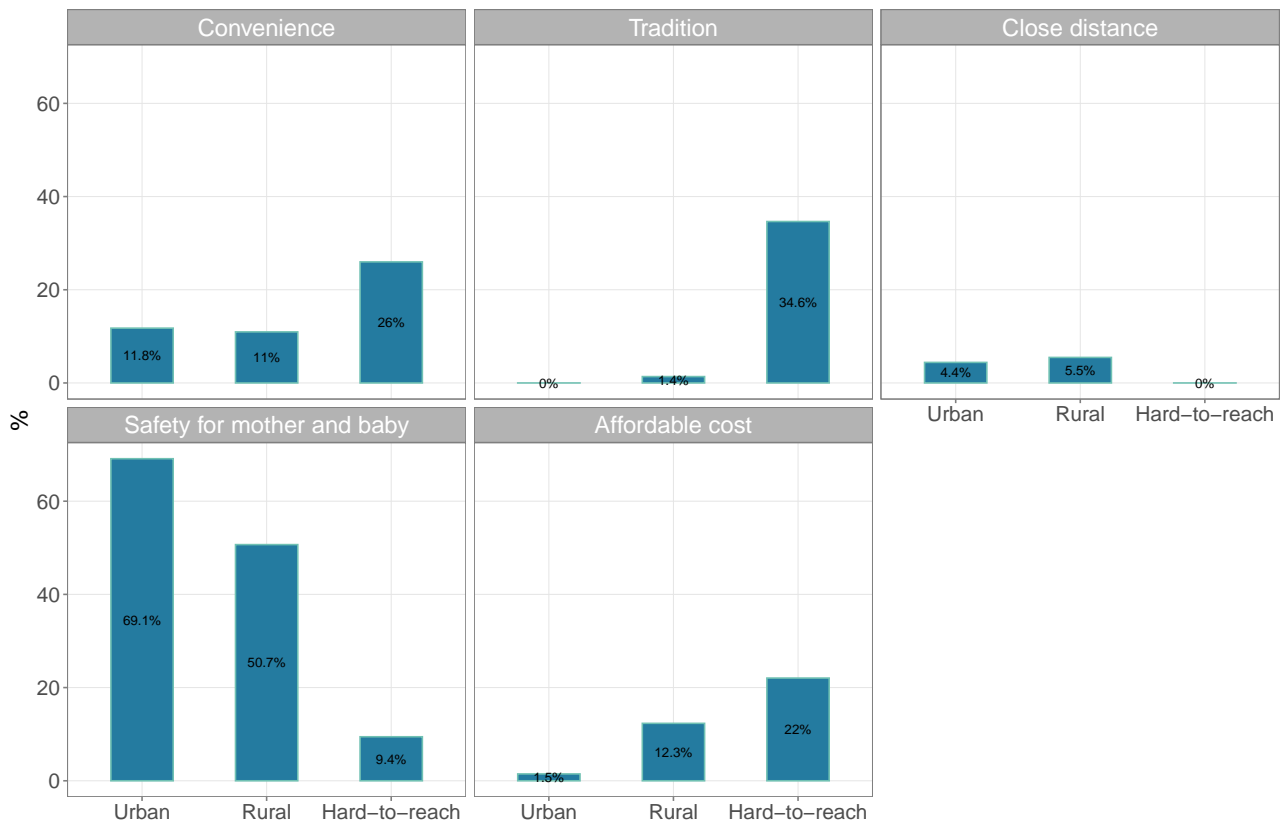 Convenience
Tradition
Close distance
60
40
20
0
11.8%
11%
26%
0%
1.4%
34.6%
4.4%
5.5%
0%
Urban
Rural
Hard−to−reach
%
Safety for mother and baby
Affordable cost
60
40
20
0
69.1%
50.7%
9.4%
1.5%
12.3%
22%
Urban
Rural
Hard−to−reach
Urban
Rural
Hard−to−reach